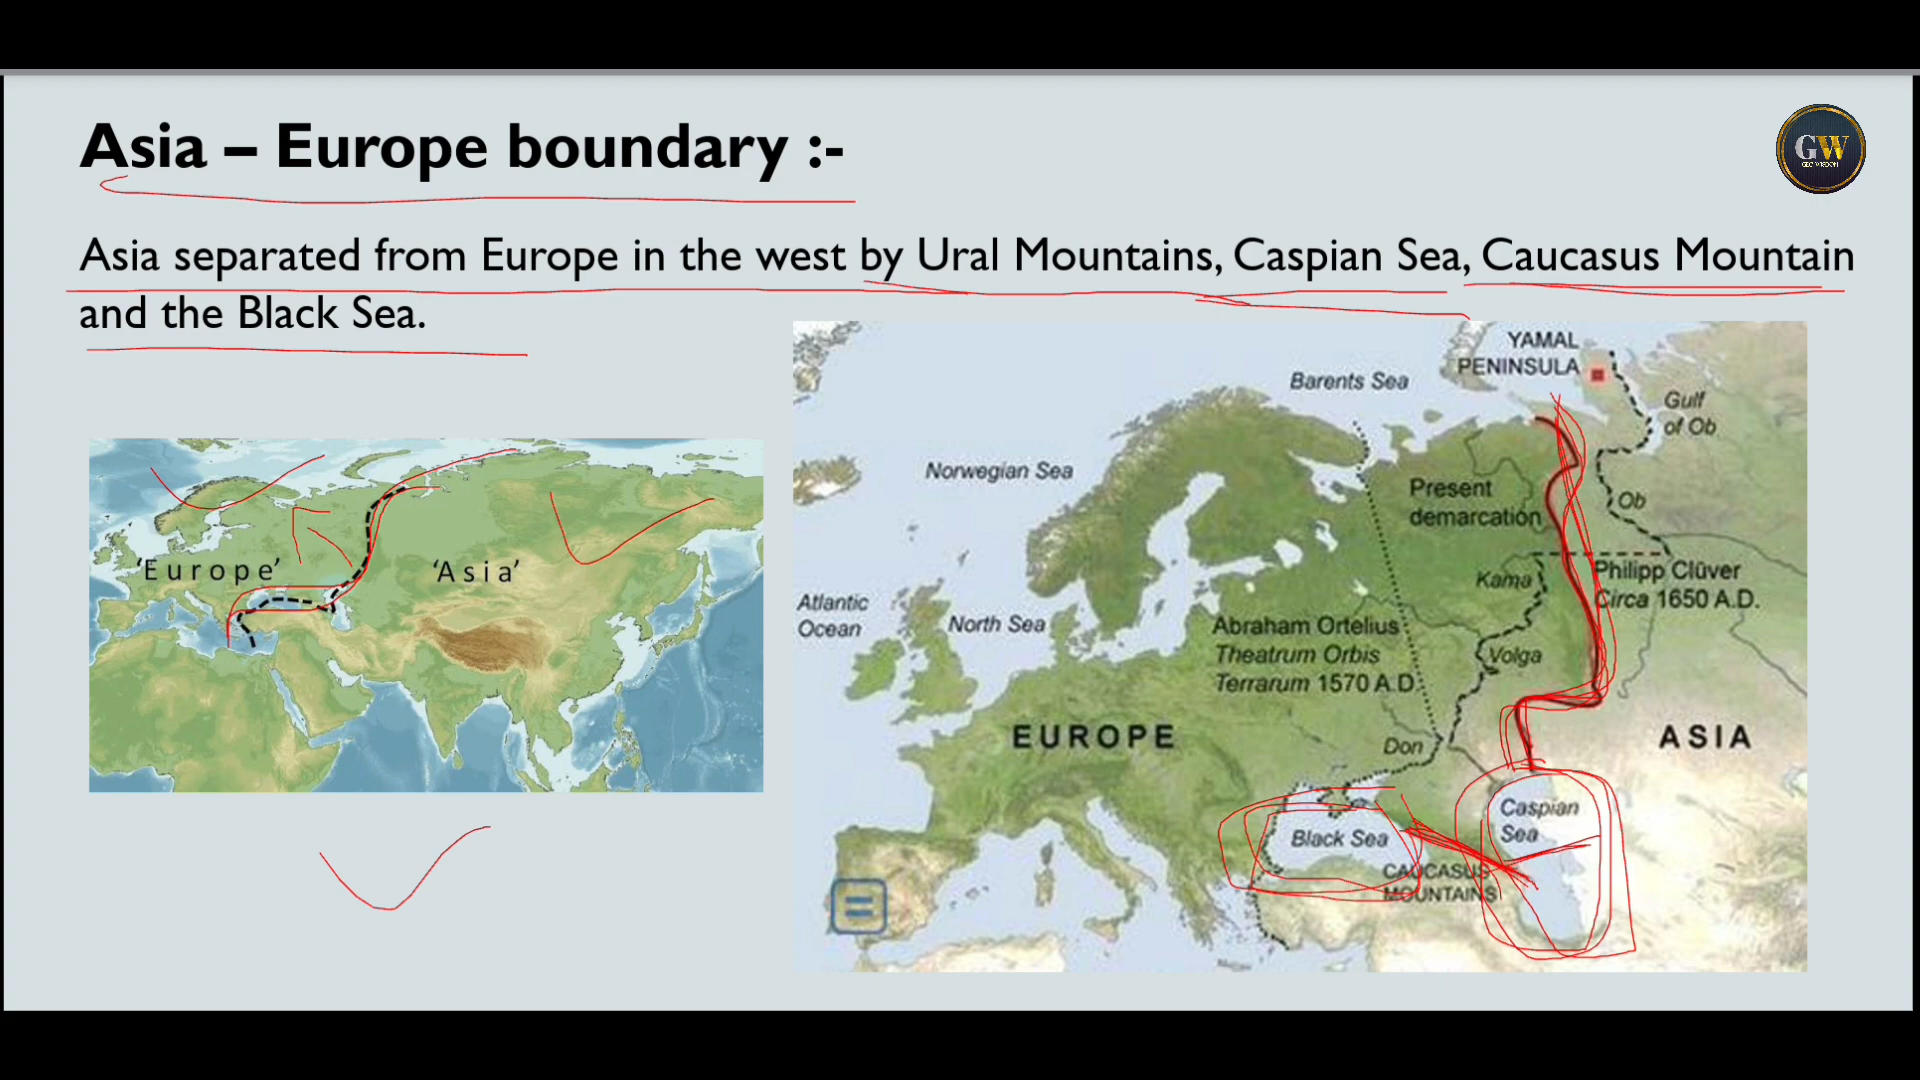 Asia – Europe boundary :-
GW
GEO WISDOM
Asia separated from Europe in the west by Ural Mountains, Caspian Sea, Caucasus Mountain
and the Black Sea.
'Europe'
'Asia'
YAMAL
PENINSULA
Barents Sea
Gulf
of Ob
Norwegian Sea
Present
demarcation
Ob
Kama
Philipp Clüver
Circa 1650 A.D.
Atlantic
Ocean
North Sea
Abraham Ortelius
Theatrum Orbis
Terrarum 1570 A.D.
Volga
EUROPE
Don
ASIA
Caspian
Sea
Black Sea
CAUCASUS
MOUNTAINS